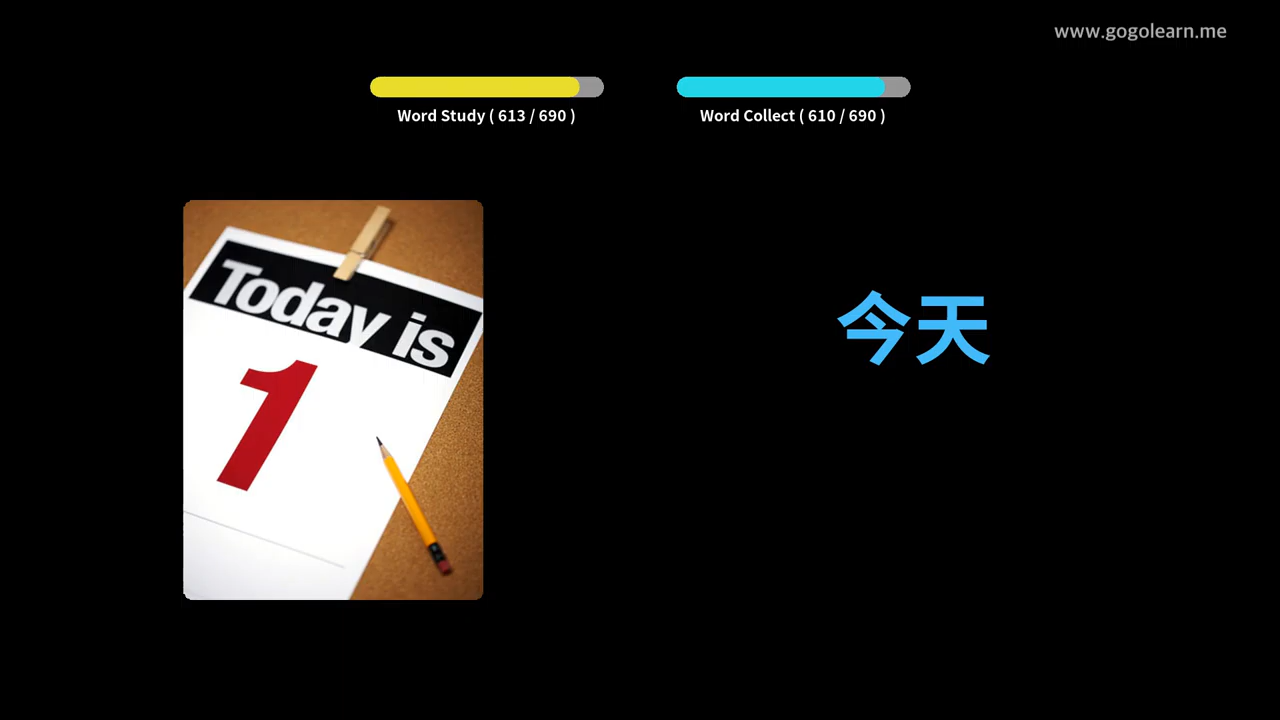 www.gogolearn.me
Word Study ( 613 / 690 )
Word Collect ( 610 / 690 )
Today is
1
今天